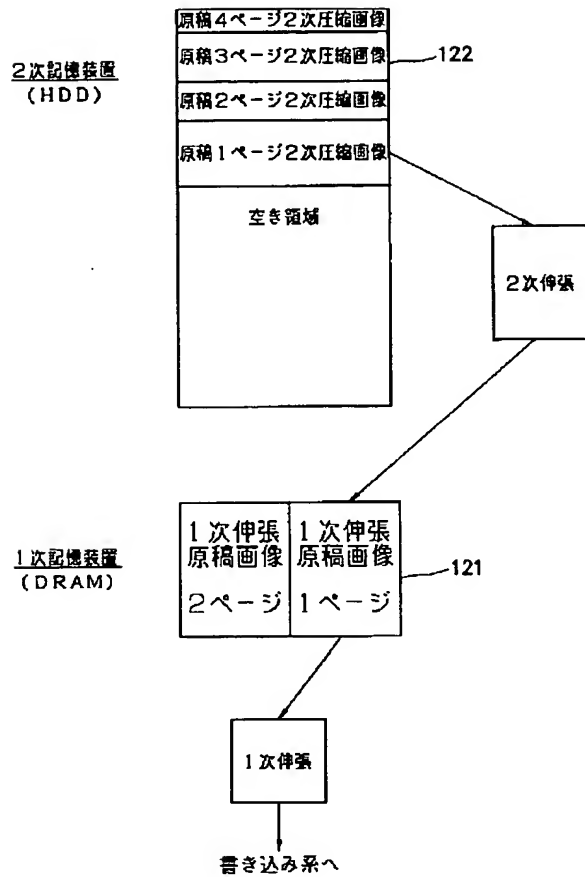 原稿4ページ2次圧縮画像
原稿3ページ2次圧縮画像
122
2次記憶装置
(HDD)
原稿2ページ2次圧縮画像
原稿1ページ2次圧縮画像
空き領域
2次伸張
1次記憶装置
(DRAM)
1次伸張
原稿画像
2ページ
1次伸張
原稿画像
1ページ
121
1次伸張
書き込み系へ